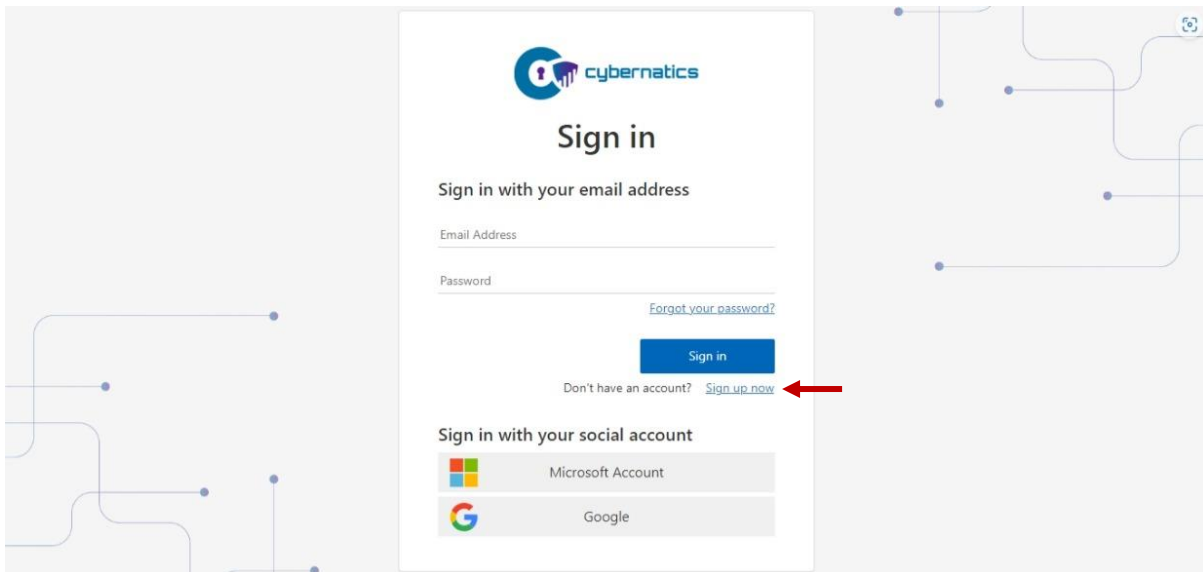 cybernatics
Sign in
Sign in with your email address
Email Address
Password
Forgot your password?
Sign in
Don't have an account? Sign up now
Sign in with your social account
Microsoft Account
Google